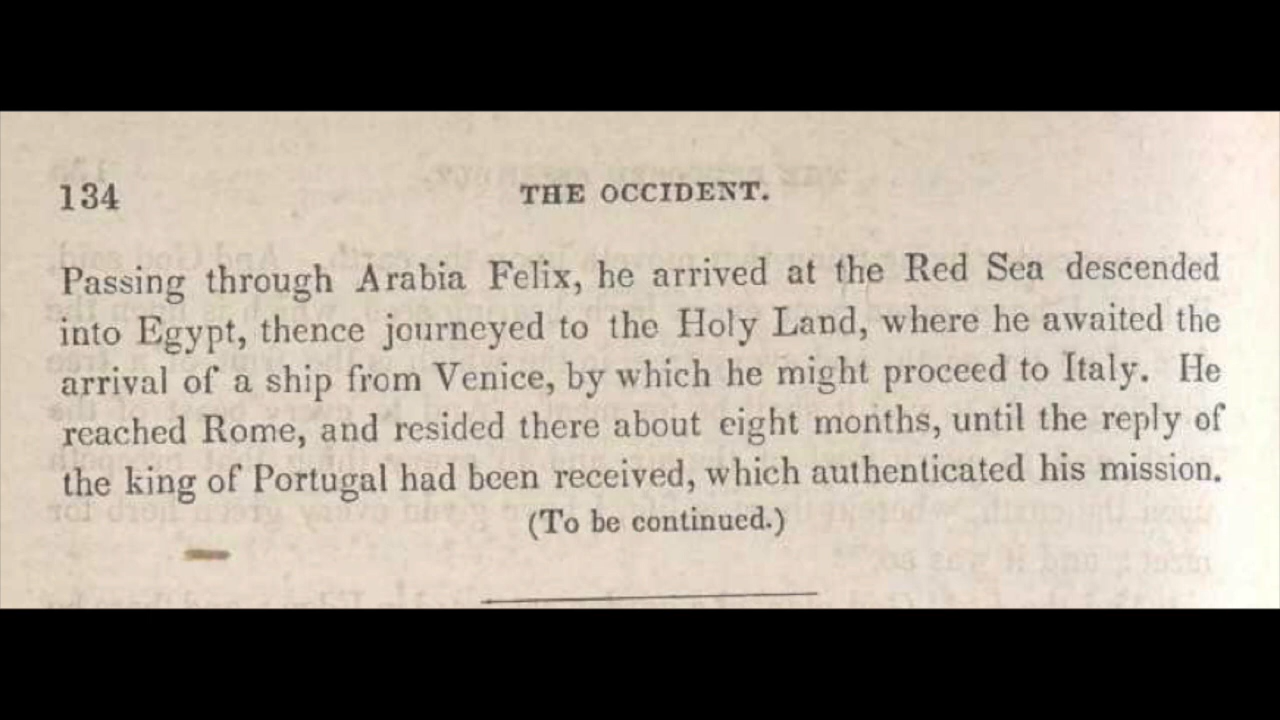 134 THE OCCIDENT.
Passing through Arabia Felix, he arrived at the Red Sea descended
into Egypt, thence journeyed to the Holy Land, where he awaited the
arrival of a ship from Venice, by which he might proceed to Italy. He
reached Rome, and resided there about eight months, until the reply of
the king of Portugal had been received, which authenticated his mission.
(To be continued.)